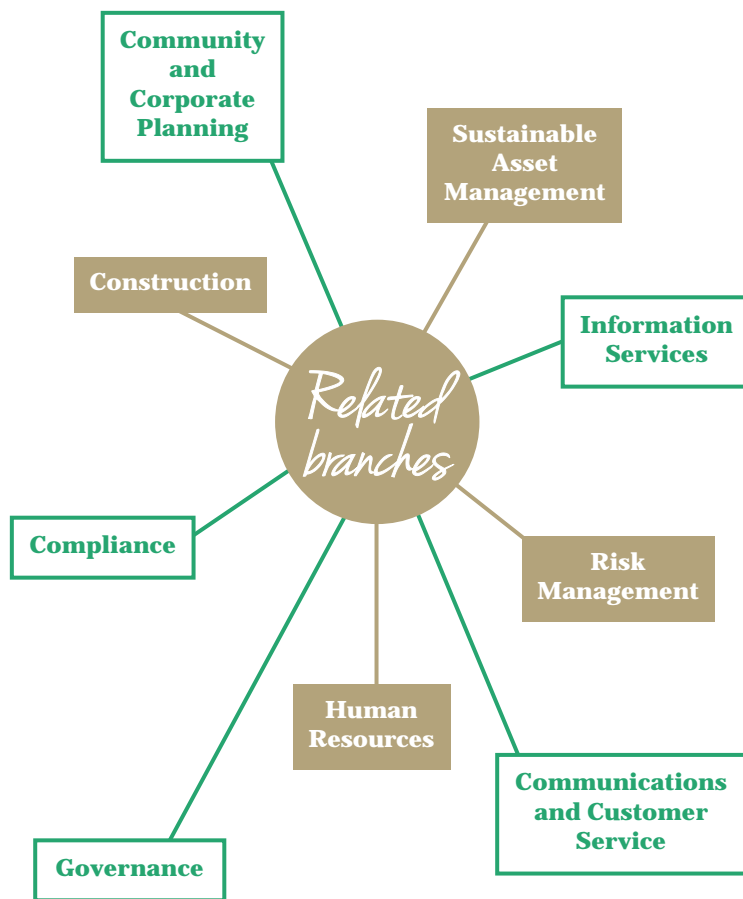 Community
and
Corporate
Planning
Sustainable
Asset
Management
Construction
Information
Services
Related
branches
Compliance
Risk
Management
Human
Resources
Communications
and Customer
Service
Governance